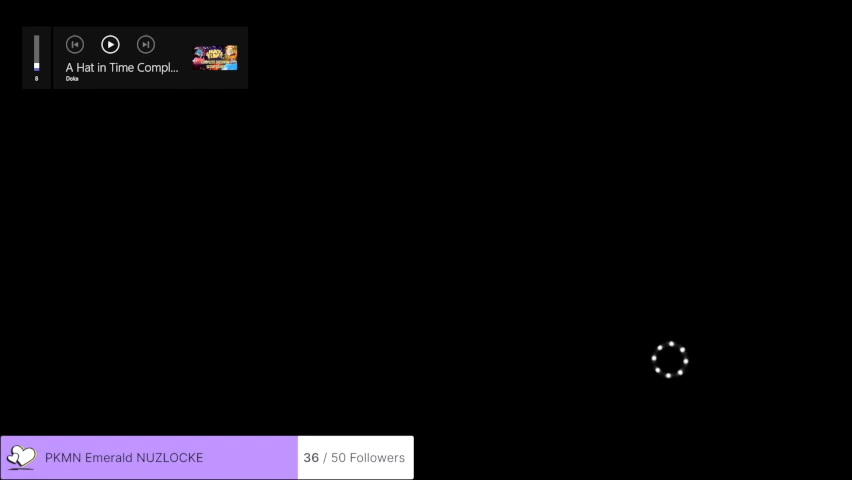 A Hat in Time Compl...
8
Doka
PKMN Emerald NUZLOCKE
36 / 50 Followers